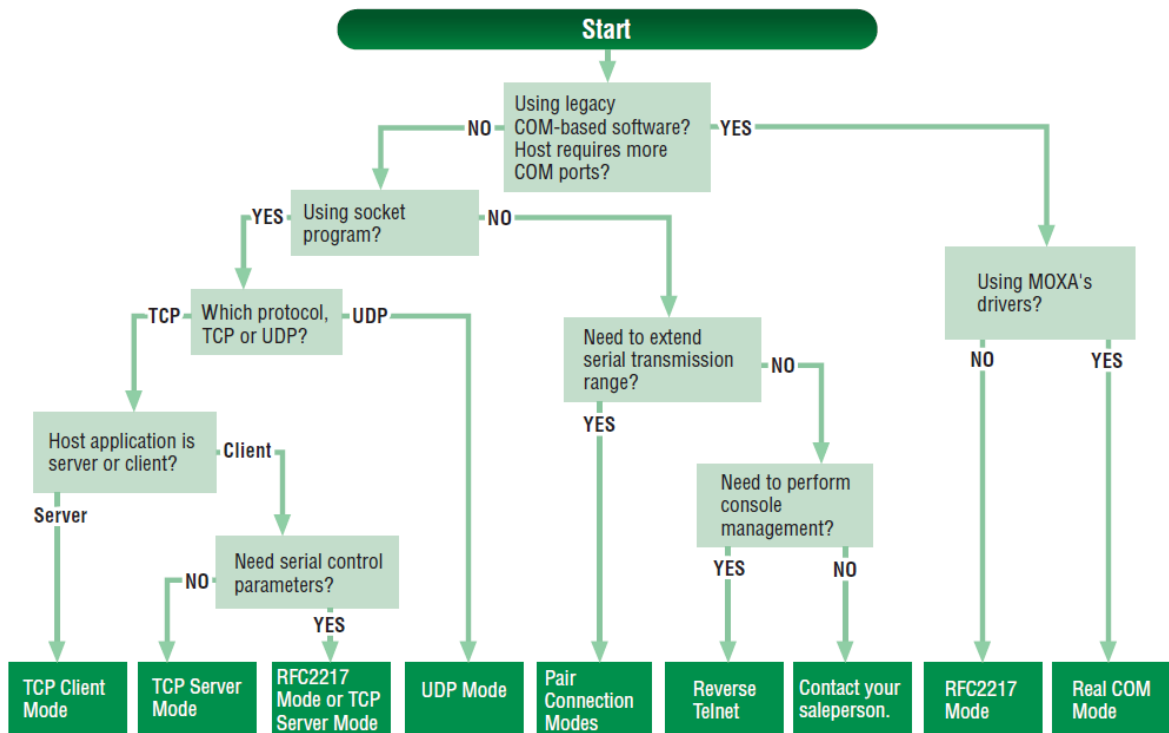 Start
Using legacy
COM-based software?
Host requires more
COM ports?
NO
YES
Using socket
program?
YES
NO
Using MOXA's
drivers?
Which protocol,
TCP or UDP?
TCP
UDP
Need to extend
serial transmission
range?
NO
YES
NO
YES
Host application is
server or client?
Client
Server
Need to perform
console
management?
YES
NO
Need serial control
parameters?
NO
YES
TCP Client
Mode
TCP Server
Mode
RFC2217
Mode or TCP
Server Mode
UDP Mode
Pair
Connection
Modes
Reverse
Telnet
Contact your
saleperson.
RFC2217
Mode
Real COM
Mode